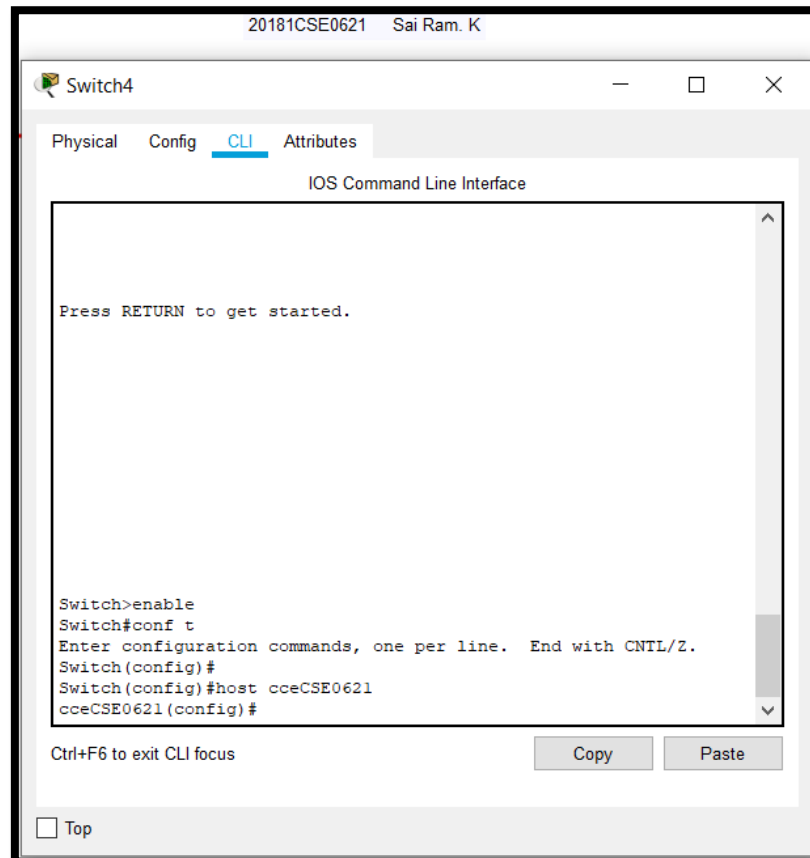 20181CSE0621 Sai Ram. K
Switch4
Physical Config CLI Attributes
IOS Command Line Interface
Press RETURN to get started.
Switch>enable
Switch#conf t
Enter configuration commands, one per line.  End with CNTL/Z.
Switch(config)#
Switch(config)#host cceCSE0621
cceCSE0621(config)#
Ctrl+F6 to exit CLI focus Copy Paste
Top